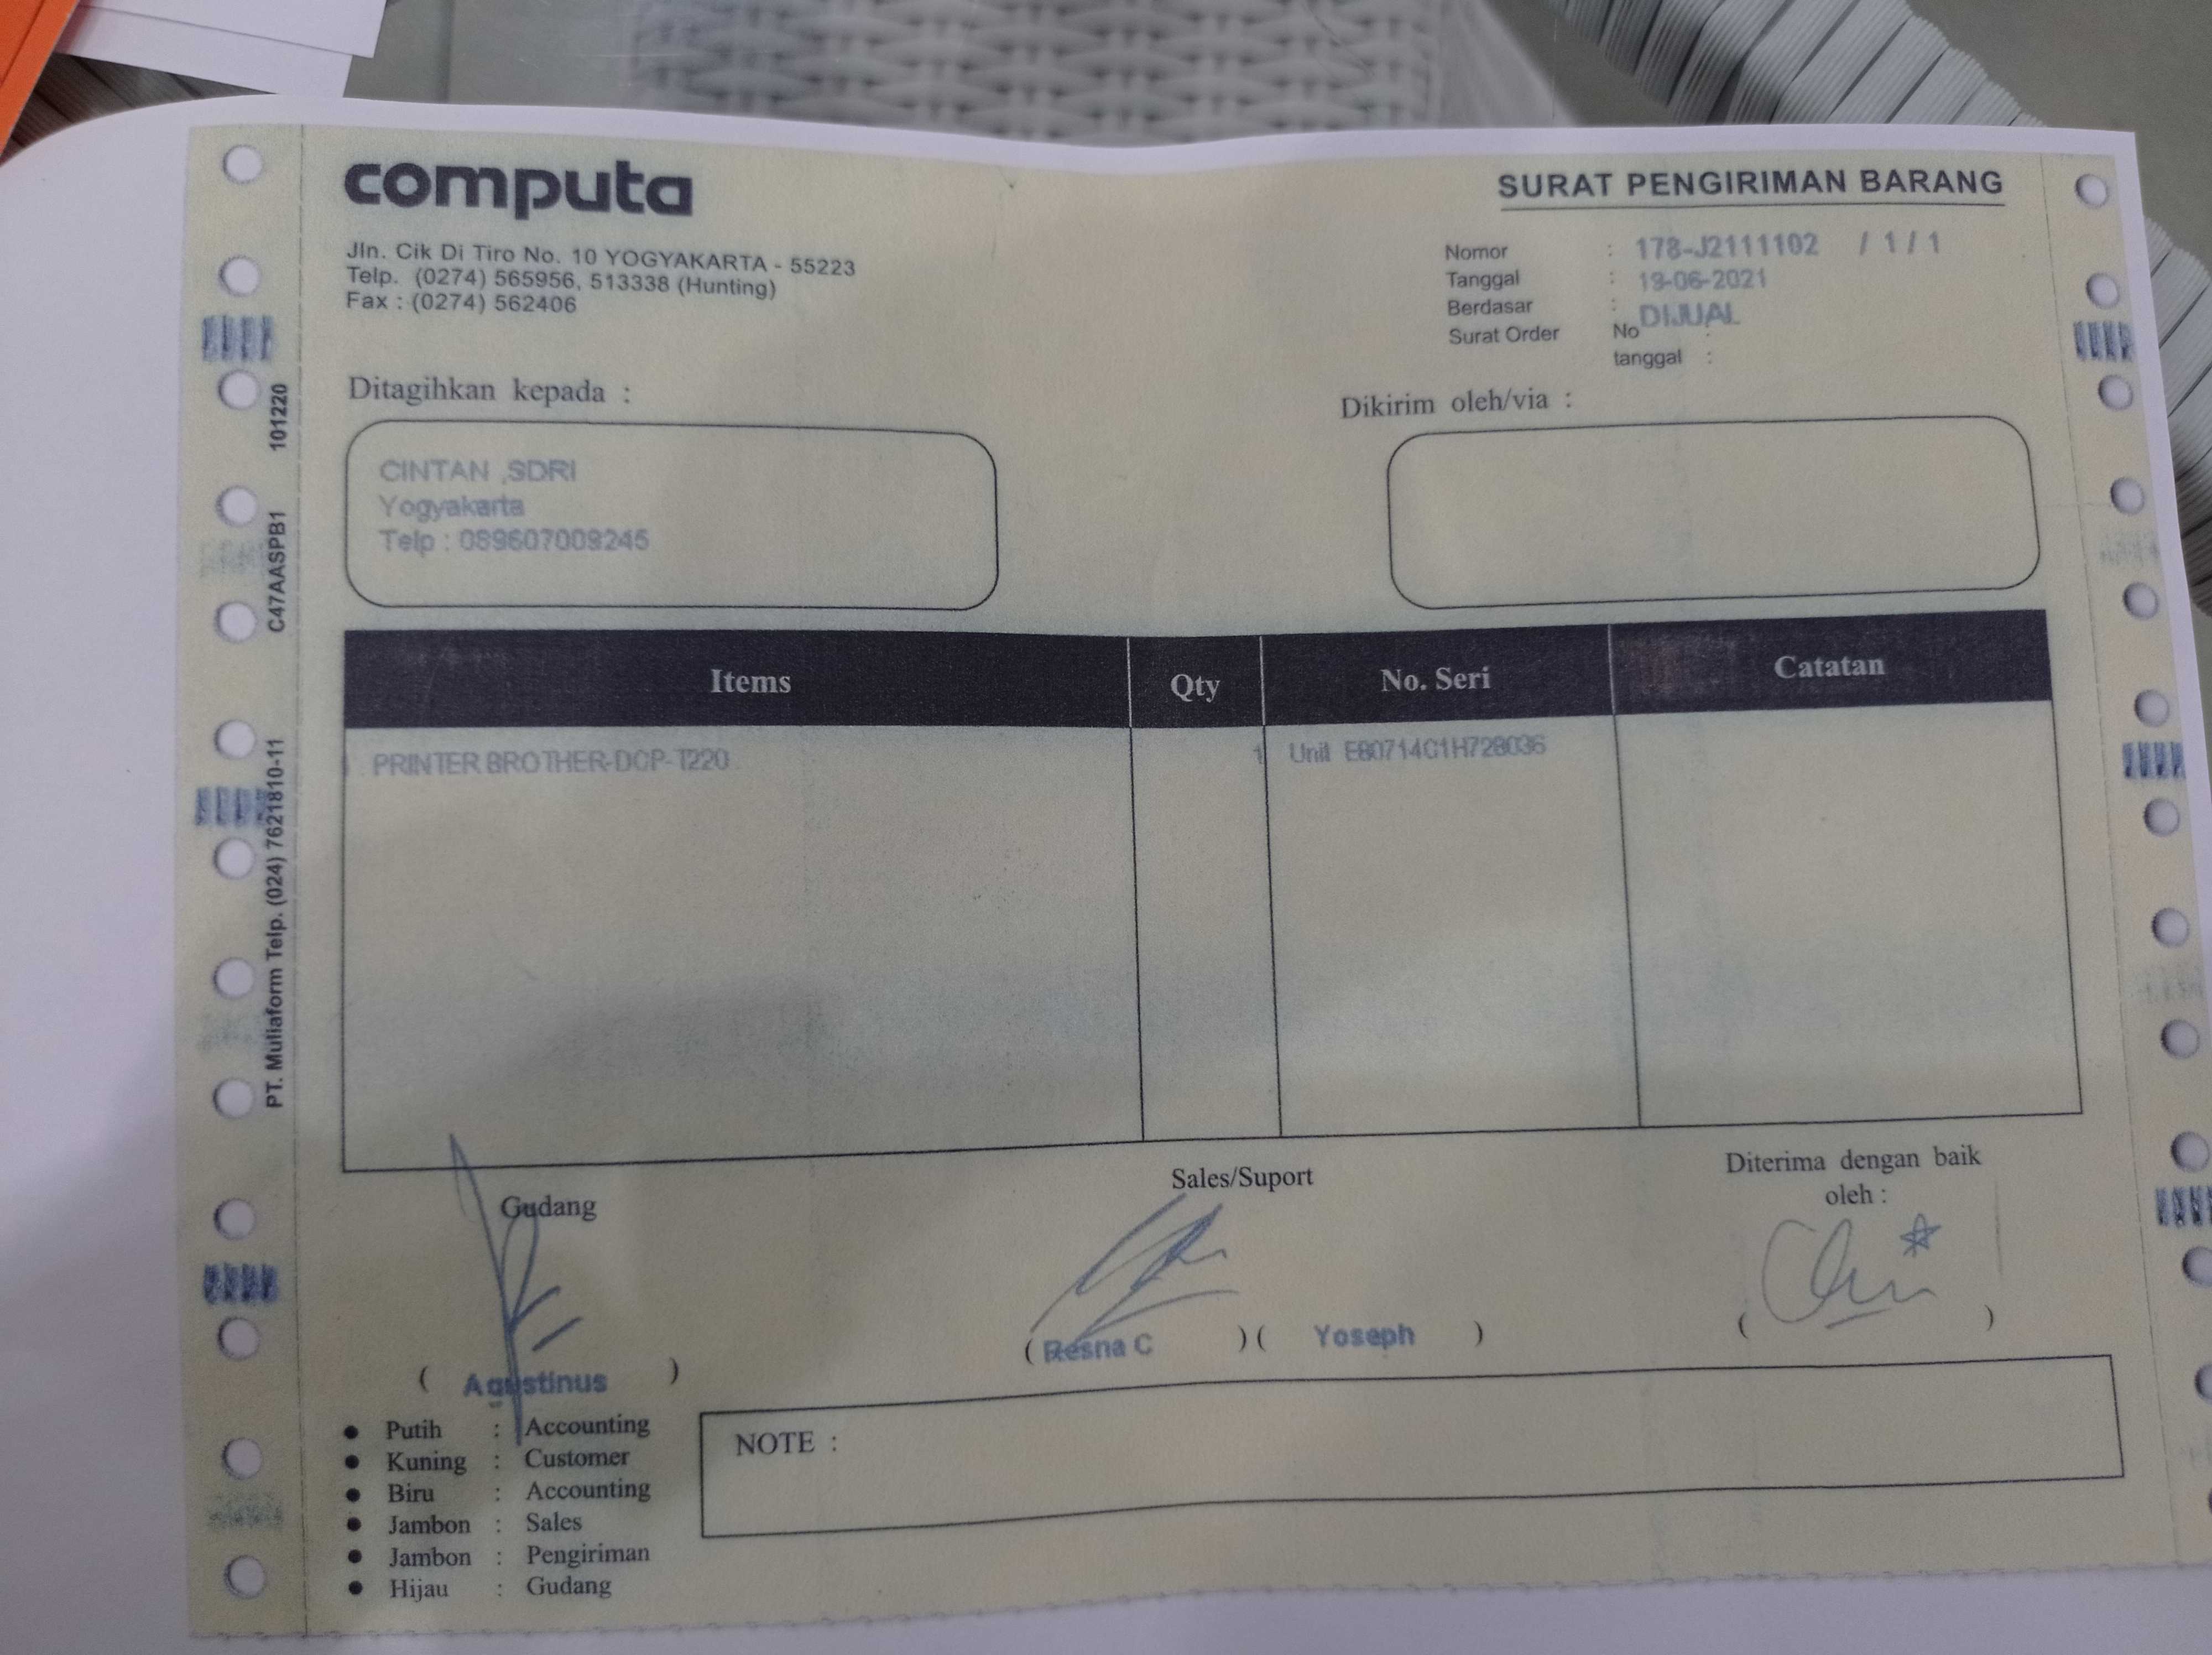 computa
Jln. Cik Di Tiro No. 10 YOGYAKARTA - 55223
Telp. (0274) 565956, 513338 (Hunting)
Fax : (0274) 562406
SURAT PENGIRIMAN BARANG
Nomor : 178-J2111102 / 1 / 1
Tanggal : 19-06-2021
Berdasar : DIJUAL
Surat Order No :
tanggal :
Ditagihkan kepada :
CINTAN ,SDRI
Yogyakarta
Telp : 089607009245
Dikirim oleh/via :
Items Qty No. Seri Catatan
PRINTER BROTHER-DCP-T220 1 Unit E80714C1H728036
Gudang
Sales/Suport
Diterima dengan baik
oleh :
( Agustinus )
( Resna C ) ( Yoseph )
( )
Putih : Accounting
Kuning : Customer
Biru : Accounting
Jambon : Sales
Jambon : Pengiriman
Hijau : Gudang
NOTE :
PT. Muliaform Telp. (024) 7621810-11 C47AASPB1 101220